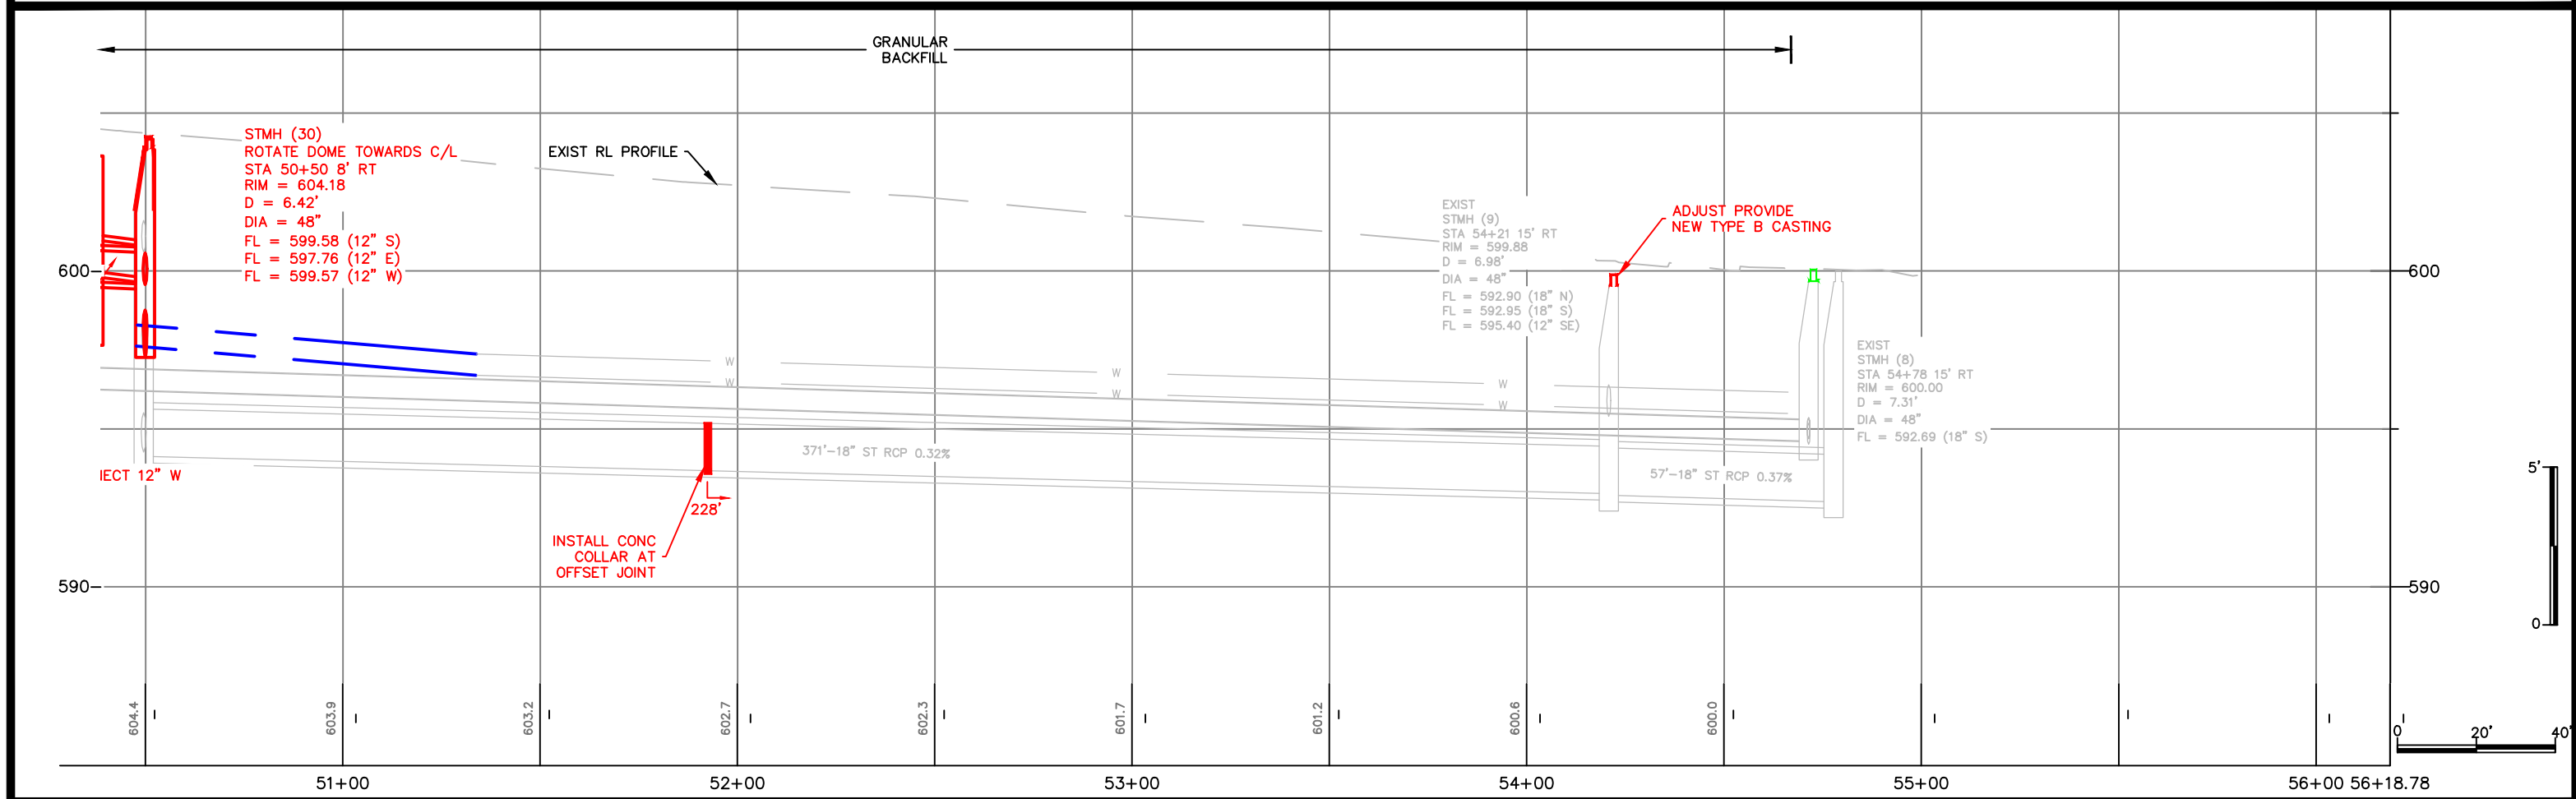 GRANULAR
BACKFILL
STMH (30)
ROTATE DOME TOWARDS C/L
STA 50+50 8' RT
RIM = 604.18
D = 6.42'
DIA = 48"
FL = 599.58 (12" S)
FL = 597.76 (12" E)
FL = 599.57 (12" W)
EXIST RL PROFILE
EXIST
STMH (9)
STA 54+21 15' RT
RIM = 599.88
D = 6.98'
DIA = 48"
FL = 592.90 (18" N)
FL = 592.95 (18" S)
FL = 595.40 (12" SE)
ADJUST PROVIDE
NEW TYPE B CASTING
600
600
EXIST
STMH (8)
STA 54+78 15' RT
RIM = 600.00
D = 7.31'
DIA = 48"
FL = 592.69 (18" S)
W
W
W
W
W
W
371'-18" ST RCP 0.32%
57'-18" ST RCP 0.37%
IECT 12" W
228'
INSTALL CONC
COLLAR AT
OFFSET JOINT
590
590
5'
0
604.4
603.9
603.2
602.7
602.3
601.7
601.2
600.6
600.0
0 20' 40'
51+00
52+00
53+00
54+00
55+00
56+00
56+18.78